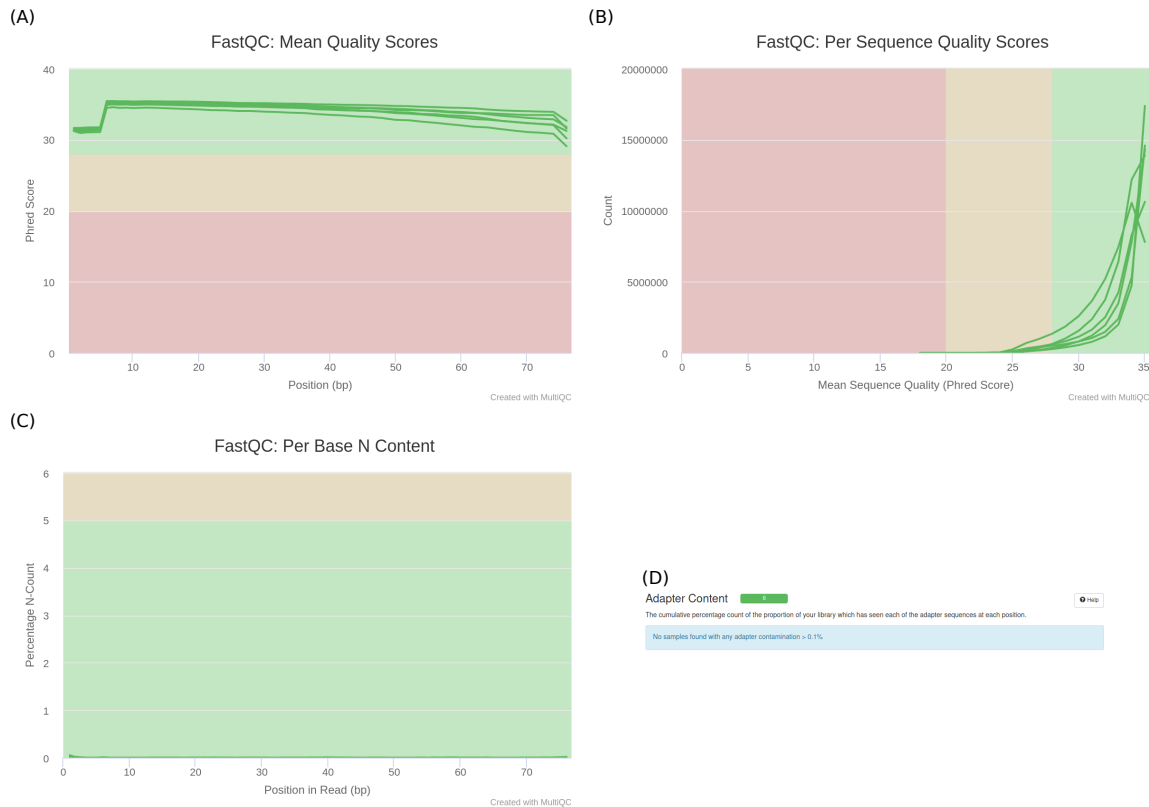 (A)
FastQC: Mean Quality Scores
40
30
20
10
0
Phred Score
10
20
30
40
50
60
70
Position (bp)
Created with MultiQC
(B)
FastQC: Per Sequence Quality Scores
20000000
15000000
10000000
5000000
0
Count
0
5
10
15
20
25
30
35
Mean Sequence Quality (Phred Score)
Created with MultiQC
(C)
FastQC: Per Base N Content
6
5
4
3
2
1
0
Percentage N-Count
0
10
20
30
40
50
60
70
Position in Read (bp)
Created with MultiQC
(D)
Adapter Content
Help
The cumulative percentage count of the proportion of your library which has seen each of the adapter sequences at each position.
No samples found with any adapter contamination > 0.1%